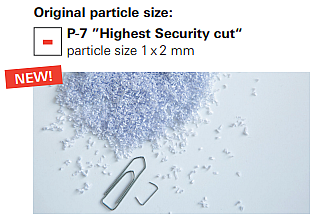 Original particle size:
P-7 ”Highest Security cut“
particle size 1 x 2 mm
NEW!